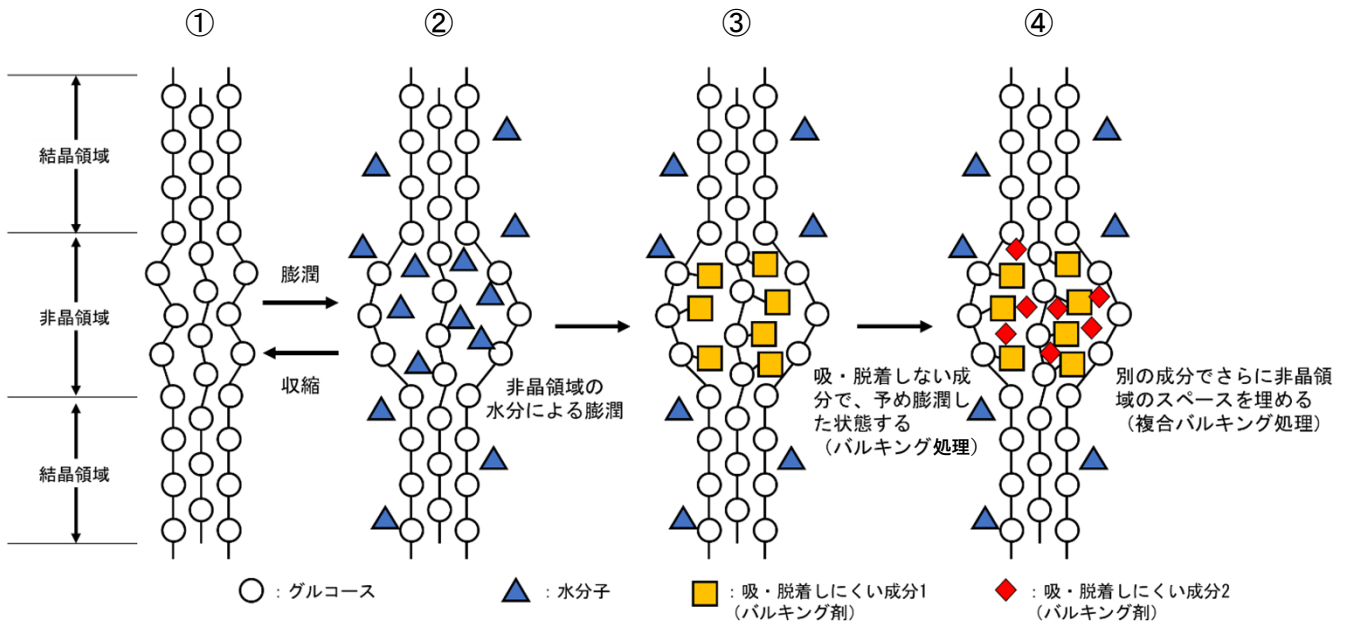 ①
②
③
④
結晶領域
非晶領域
結晶領域
膨潤
収縮
非晶領域の
水分による膨潤
吸・脱着しない成
分で、予め膨潤し
た状態する
（バルキング処理）
別の成分でさらに非晶領
域のスペースを埋める
（複合バルキング処理）
：グルコース
：水分子
：吸・脱着しにくい成分1
（バルキング剤）
：吸・脱着しにくい成分2
（バルキング剤）